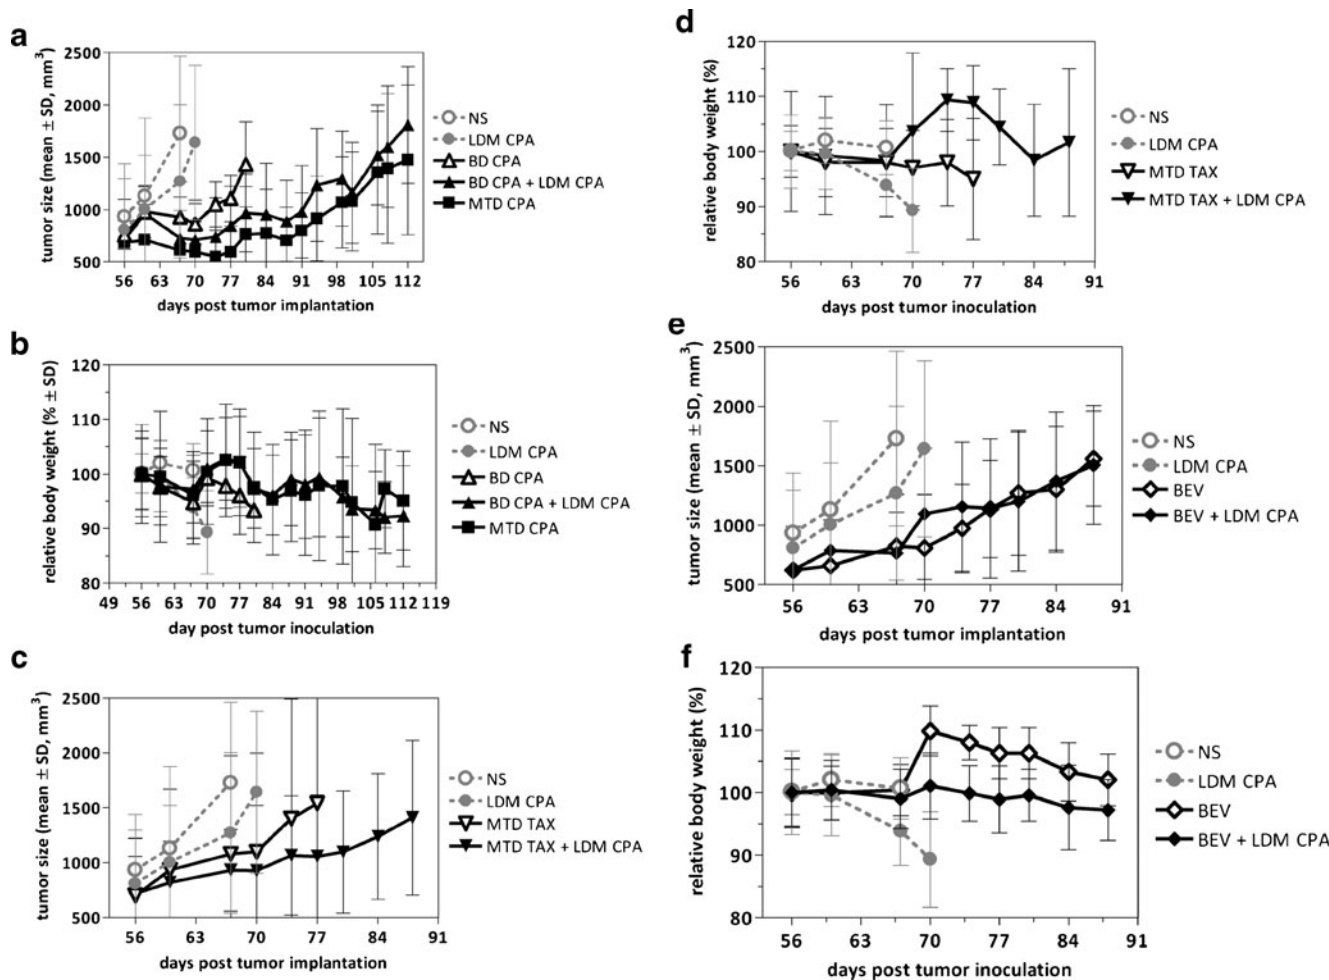 a
tumor size (mean ± SD, mm³)
2500
2000
1500
1000
500
56 63 70 77 84 91 98 105 112
days post tumor implantation
NS
LDM CPA
BD CPA
BD CPA + LDM CPA
MTD CPA
b
relative body weight (% ± SD)
120
110
100
90
80
49 56 63 70 77 84 91 98 105 112 119
day post tumor inoculation
NS
LDM CPA
BD CPA
BD CPA + LDM CPA
MTD CPA
c
tumor size (mean ± SD, mm³)
2500
2000
1500
1000
500
56 63 70 77 84 91
days post tumor implantation
NS
LDM CPA
MTD TAX
MTD TAX + LDM CPA
d
relative body weight (%)
120
110
100
90
80
56 63 70 77 84 91
days post tumor inoculation
NS
LDM CPA
MTD TAX
MTD TAX + LDM CPA
e
tumor size (mean ± SD, mm³)
2500
2000
1500
1000
500
56 63 70 77 84 91
days post tumor implantation
NS
LDM CPA
BEV
BEV + LDM CPA
f
relative body weight (%)
120
110
100
90
80
56 63 70 77 84 91
days post tumor inoculation
NS
LDM CPA
BEV
BEV + LDM CPA